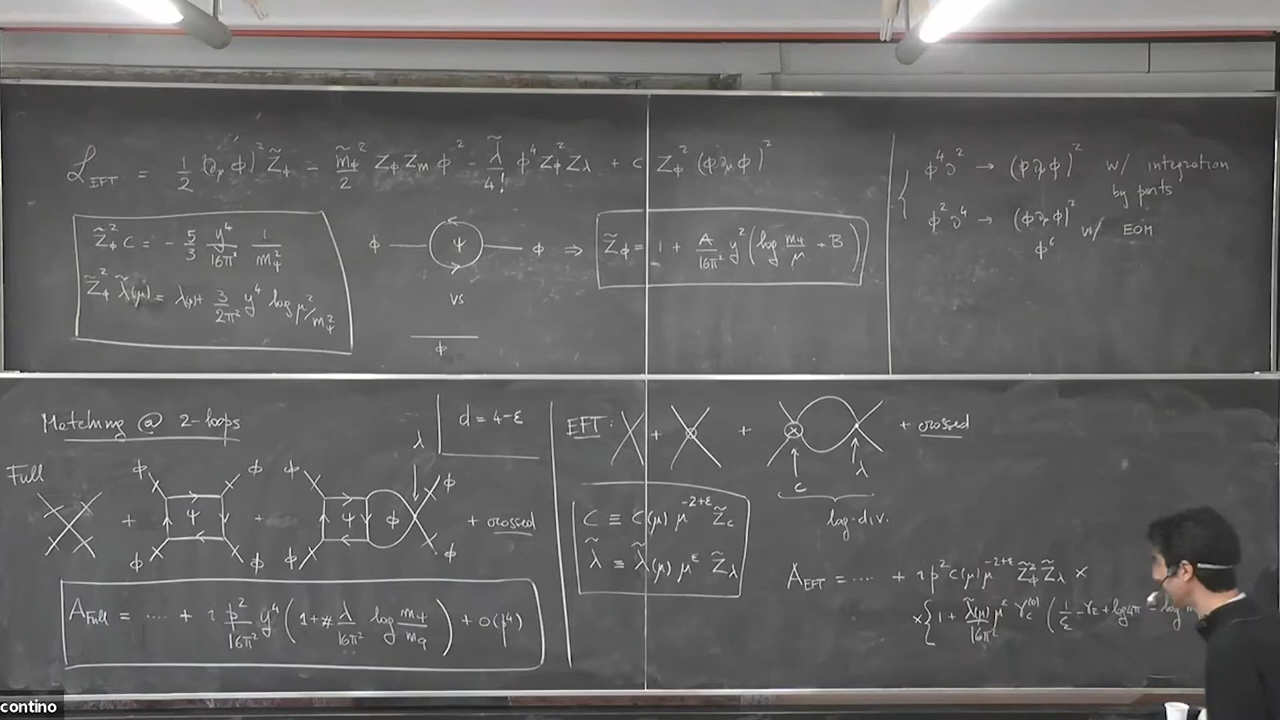 ℒ_EFT = 1/2 (∂_μ φ)² Z̃_φ − m̃_φ²/2 Z_φ Z_m φ² − λ̃/4! φ⁴ Z_φ² Z_λ + c Z_φ² (φ∂_μ φ)²
Z̃_φ² c = − 5/3 y⁴/16π² 1/m_ψ²
Z̃_φ² λ̃(μ) = λ(μ) + 3/2π² y⁴ log μ²/m_ψ²
φ — ψ — φ ⇒ Z̃_φ = 1 + A/16π² y² (log m_ψ/μ + B)
vs
φ
φ⁴∂² → (φ∂_μ φ)² w/ integration
by parts
φ²∂⁴ → (φ∂_μ φ)² w/ EOM
φ⁶
Matching @ 2-loops
d = 4-ε
Full
φ φ φ λ φ
+ ψ + ψ φ + crossed
φ φ φ φ
A_Full = .... + i p²/16π² y⁴ (1 + # λ/16π² log m_ψ/m_φ) + O(p⁴)
EFT: + + + crossed
c λ
log. div.
C ≡ C(μ) μ^{-2+ε} Z̃_c
λ̃ ≡ λ̃(μ) μ^ε Z̃_λ
A_EFT = .... + i p² c(μ) μ^{-2+ε} Z̃_φ² Z̃_λ ×
× { 1 + λ̃(μ)/16π² μ^ε γ_c^{(0)} ( 1/ε - γ_E + log 4π - log m
contino